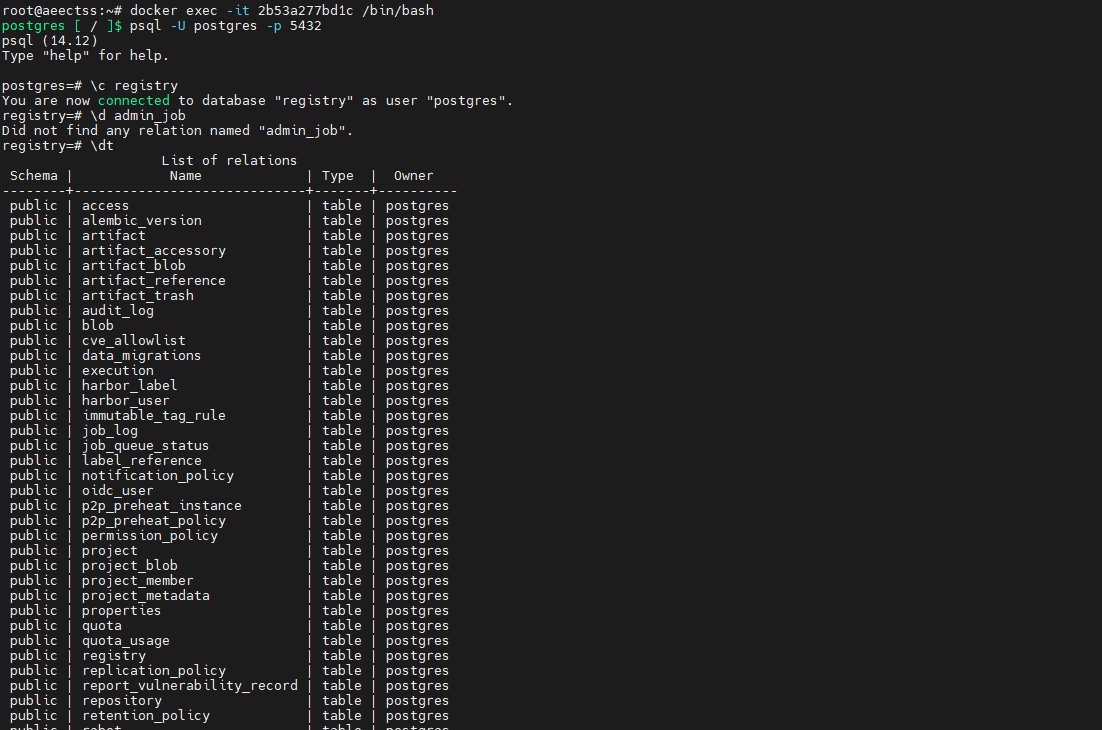 root@aeectss:~# docker exec -it 2b53a277bd1c /bin/bash
postgres [ / ]$ psql -U postgres -p 5432
psql (14.12)
Type "help" for help.

postgres=# \c registry
You are now connected to database "registry" as user "postgres".
registry=# \d admin_job
Did not find any relation named "admin_job".
registry=# \dt
                    List of relations
 Schema |            Name             | Type  |  Owner
--------+-----------------------------+-------+----------
 public | access                      | table | postgres
 public | alembic_version             | table | postgres
 public | artifact                    | table | postgres
 public | artifact_accessory          | table | postgres
 public | artifact_blob               | table | postgres
 public | artifact_reference          | table | postgres
 public | artifact_trash              | table | postgres
 public | audit_log                   | table | postgres
 public | blob                        | table | postgres
 public | cve_allowlist               | table | postgres
 public | data_migrations             | table | postgres
 public | execution                   | table | postgres
 public | harbor_label                | table | postgres
 public | harbor_user                 | table | postgres
 public | immutable_tag_rule          | table | postgres
 public | job_log                     | table | postgres
 public | job_queue_status            | table | postgres
 public | label_reference             | table | postgres
 public | notification_policy         | table | postgres
 public | oidc_user                   | table | postgres
 public | p2p_preheat_instance        | table | postgres
 public | p2p_preheat_policy          | table | postgres
 public | permission_policy           | table | postgres
 public | project                     | table | postgres
 public | project_blob                | table | postgres
 public | project_member              | table | postgres
 public | project_metadata            | table | postgres
 public | properties                  | table | postgres
 public | quota                       | table | postgres
 public | quota_usage                 | table | postgres
 public | registry                    | table | postgres
 public | replication_policy          | table | postgres
 public | report_vulnerability_record | table | postgres
 public | repository                  | table | postgres
 public | retention_policy            | table | postgres
 public | robot                       | table | postgres